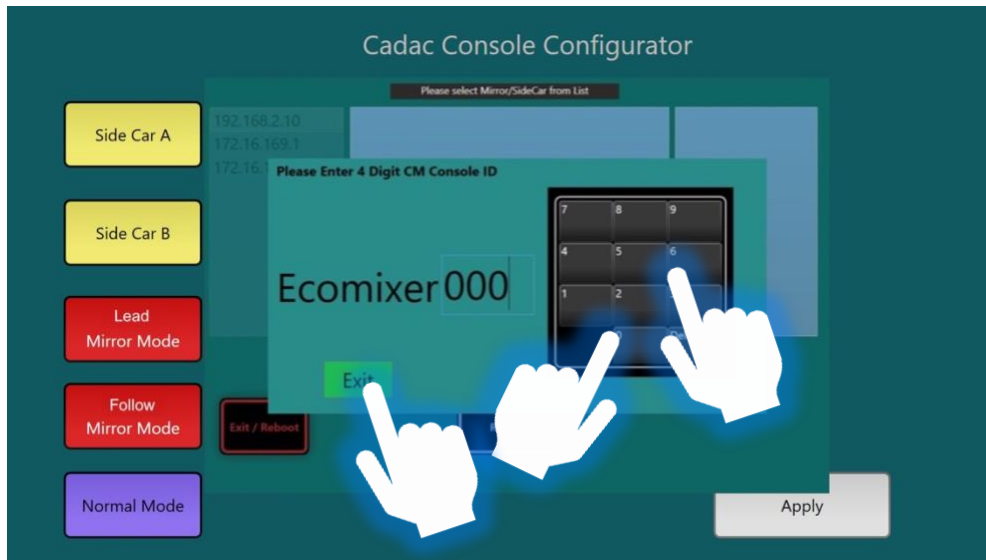 Cadac Console Configurator
Please select Mirror/SideCar from List
Side Car A
192.168.2.10
172.16.169.1
172.16.
Please Enter 4 Digit CM Console ID
7 8 9
Side Car B
4 5 6
Ecomixer 000
1 2
Lead
Mirror Mode
Exit
Follow
Mirror Mode
Exit / Reboot
Normal Mode
Apply